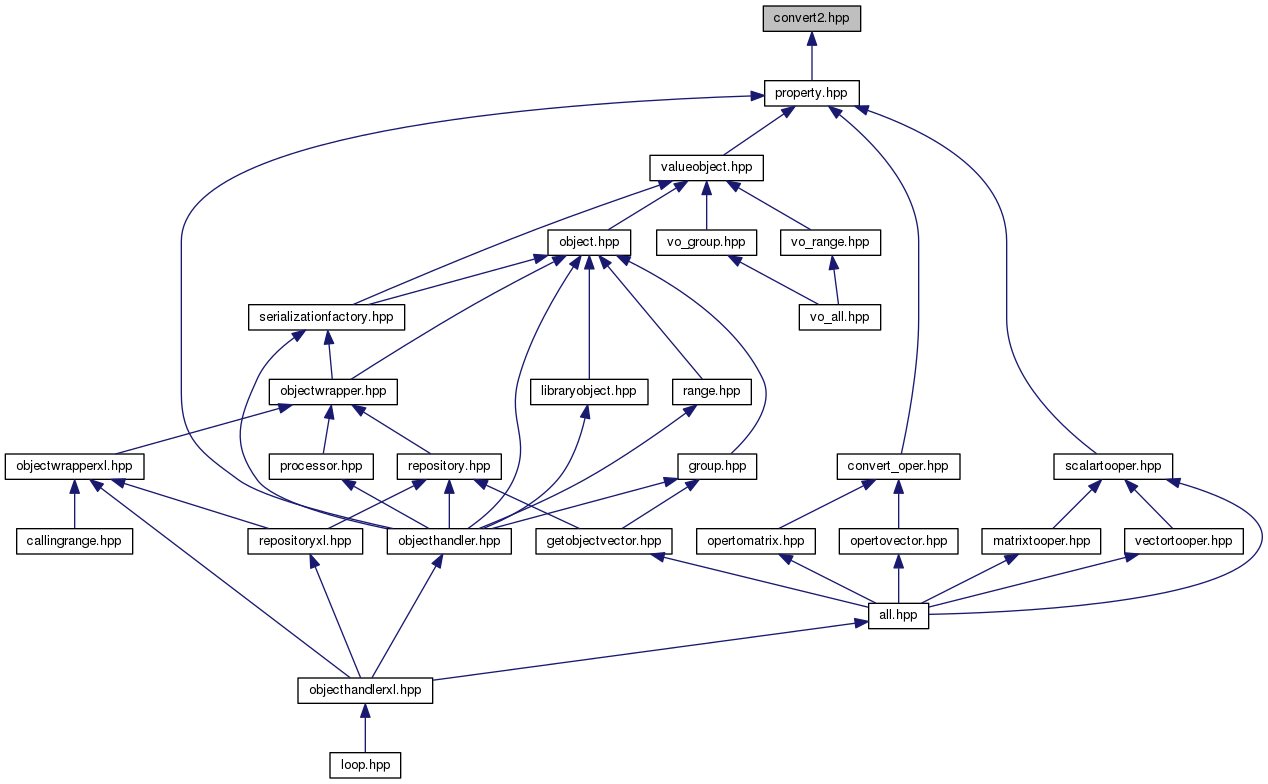 convert2.hpp
property.hpp
valueobject.hpp
object.hpp
vo_group.hpp
vo_range.hpp
serializationfactory.hpp
vo_all.hpp
objectwrapper.hpp
libraryobject.hpp
range.hpp
objectwrapperxl.hpp
processor.hpp
repository.hpp
group.hpp
convert_oper.hpp
scalartooper.hpp
callingrange.hpp
repositoryxl.hpp
objecthandler.hpp
getobjectvector.hpp
opertomatrix.hpp
opertovector.hpp
matrixtooper.hpp
vectortooper.hpp
all.hpp
objecthandlerxl.hpp
loop.hpp